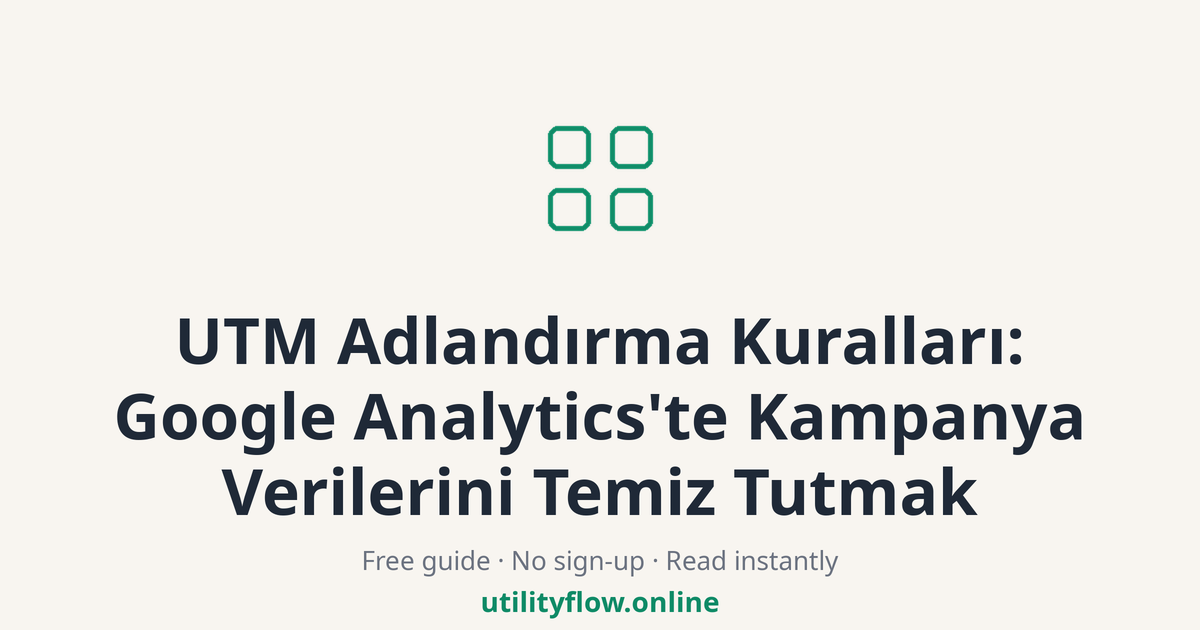 UTM Adlandırma Kuralları:
Google Analytics'te Kampanya
Verilerini Temiz Tutmak
Free guide · No sign-up · Read instantly
utilityflow.online